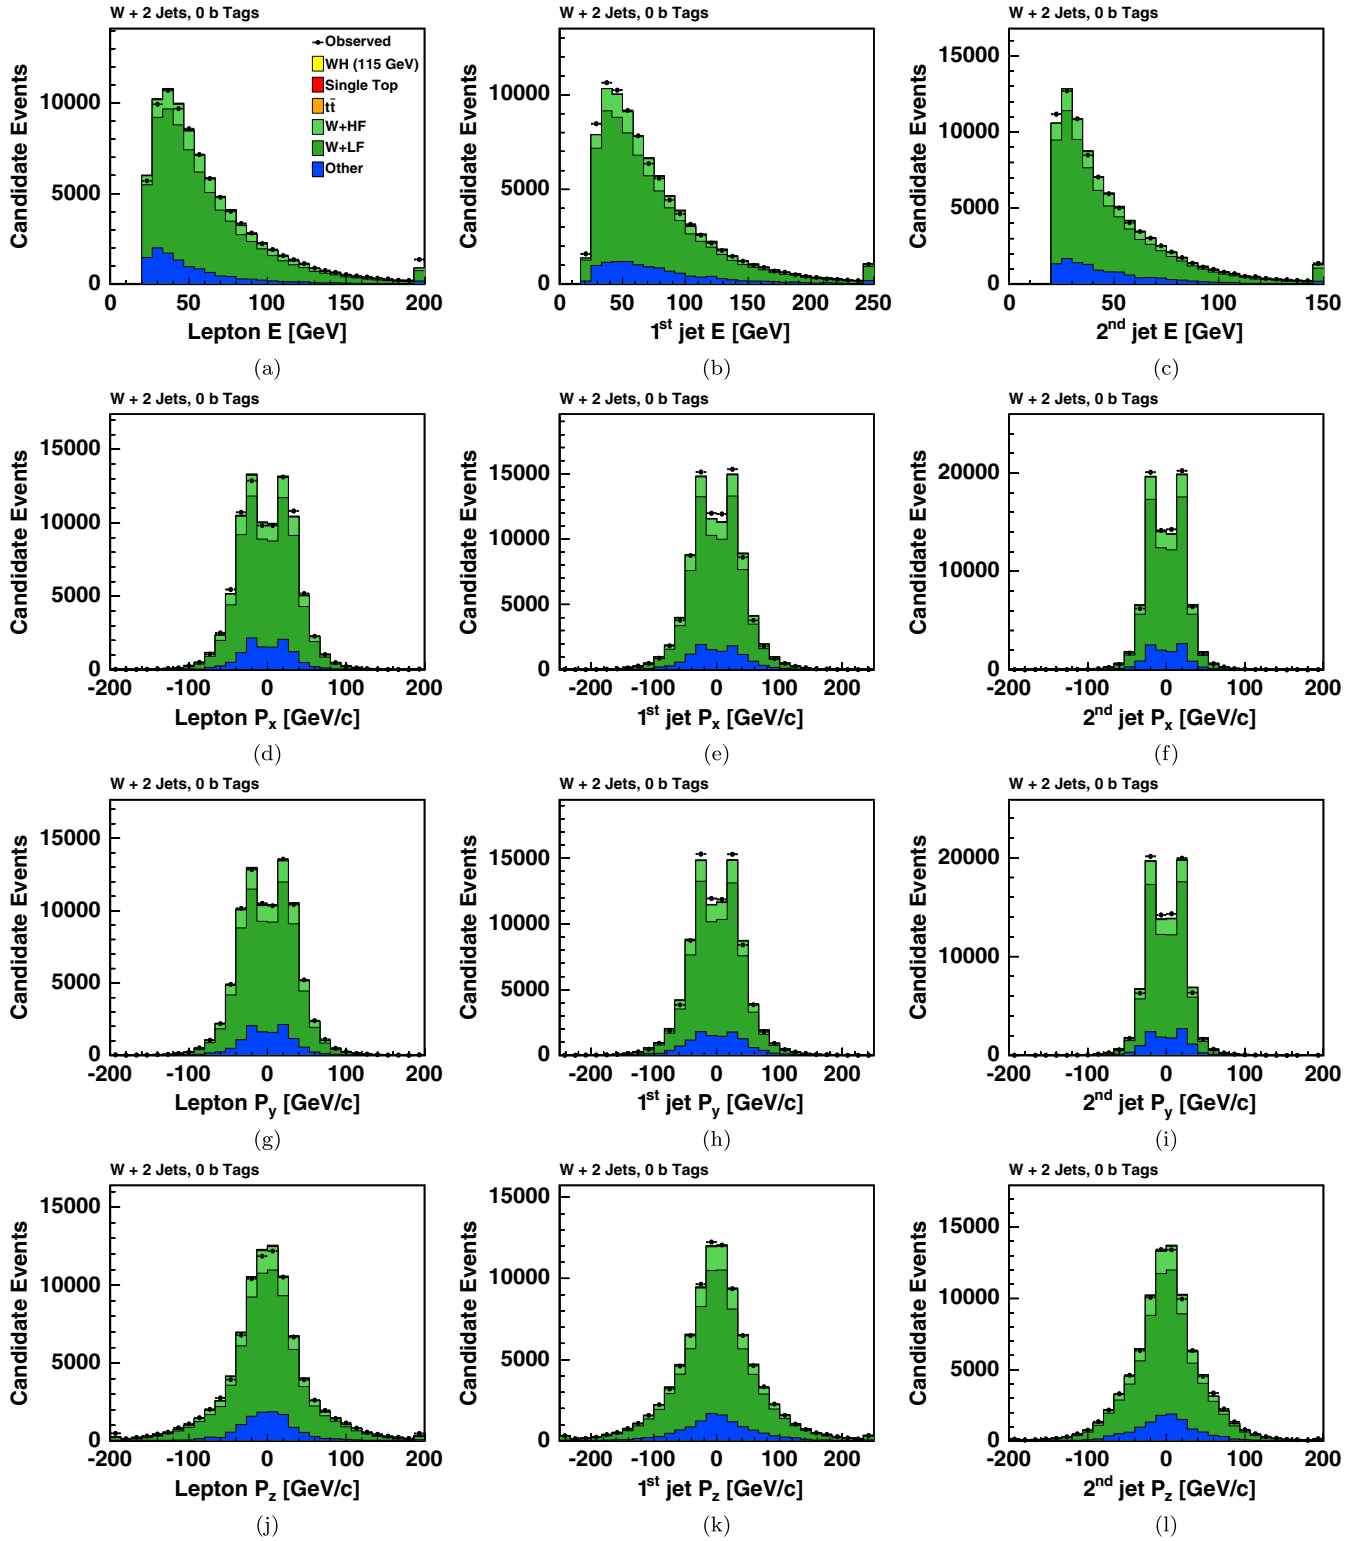 W + 2 Jets, 0 b Tags
Candidate Events
10000
5000
0
Observed
WH (115 GeV)
Single Top
tt̄
W+HF
W+LF
Other
0 50 100 150 200
Lepton E [GeV]
(a)
W + 2 Jets, 0 b Tags
Candidate Events
10000
5000
0
50 100 150 200 250
1st jet E [GeV]
(b)
W + 2 Jets, 0 b Tags
Candidate Events
15000
10000
5000
0
0 50 100 150
2nd jet E [GeV]
(c)
W + 2 Jets, 0 b Tags
Candidate Events
15000
10000
5000
0
-200 -100 0 100 200
Lepton Px [GeV/c]
(d)
W + 2 Jets, 0 b Tags
Candidate Events
15000
10000
5000
0
-200 -100 0 100 200
1st jet Px [GeV/c]
(e)
W + 2 Jets, 0 b Tags
Candidate Events
20000
10000
0
-200 -100 0 100 200
2nd jet Px [GeV/c]
(f)
W + 2 Jets, 0 b Tags
Candidate Events
15000
10000
5000
0
-200 -100 0 100 200
Lepton Py [GeV/c]
(g)
W + 2 Jets, 0 b Tags
Candidate Events
15000
10000
5000
0
-200 -100 0 100 200
1st jet Py [GeV/c]
(h)
W + 2 Jets, 0 b Tags
Candidate Events
20000
10000
0
-200 -100 0 100 200
2nd jet Py [GeV/c]
(i)
W + 2 Jets, 0 b Tags
Candidate Events
15000
10000
5000
0
-200 -100 0 100 200
Lepton Pz [GeV/c]
(j)
W + 2 Jets, 0 b Tags
Candidate Events
15000
10000
5000
0
-200 -100 0 100 200
1st jet Pz [GeV/c]
(k)
W + 2 Jets, 0 b Tags
Candidate Events
15000
10000
5000
0
-200 -100 0 100 200
2nd jet Pz [GeV/c]
(l)